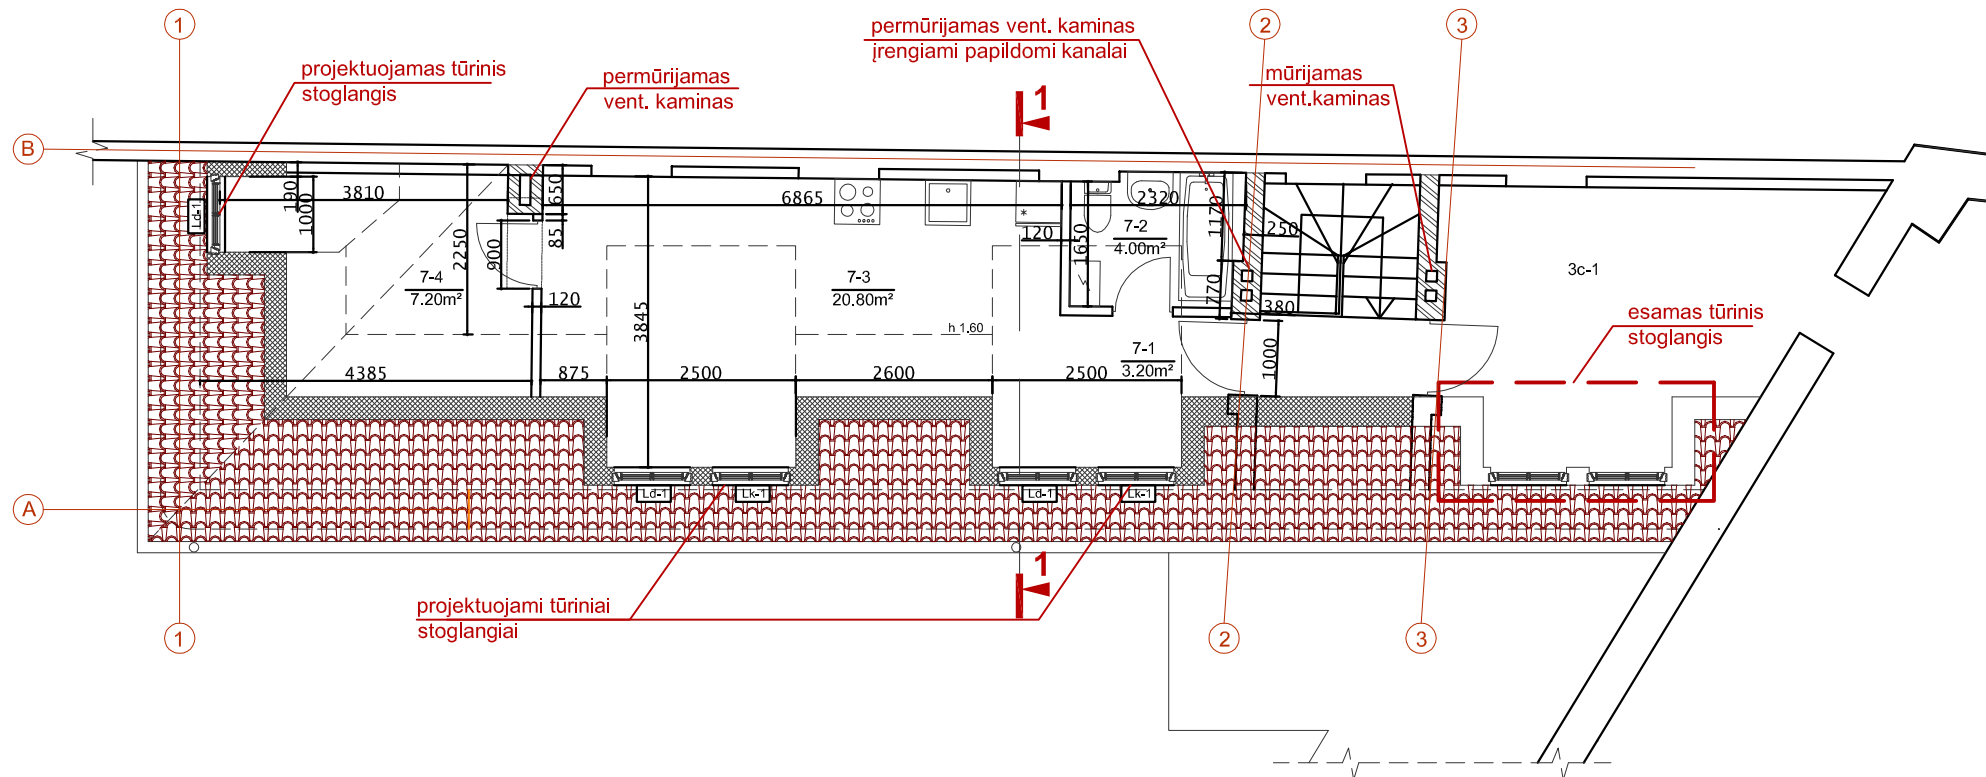 1
2
3
permūrijamas vent. kaminas
įrengiami papildomi kanalai
projektuojamas tūrinis
stoglangis
permūrijamas
vent. kaminas
mūrijamas
vent.kaminas
1
B
190
1000
3810
650
85
6865
2320
1170
250
Ld-1
2250
900
120
1650
7-2
4.00m²
7-4
7.20m²
7-3
20.80m²
3c-1
770
380
120
3845
h 1.60
esamas tūrinis
stoglangis
7-1
3.20m²
1000
4385
875
2500
2600
2500
Ld-1
Lk-1
Ld-1
Lk-1
A
1
projektuojami tūriniai
stoglangiai
1
2
3